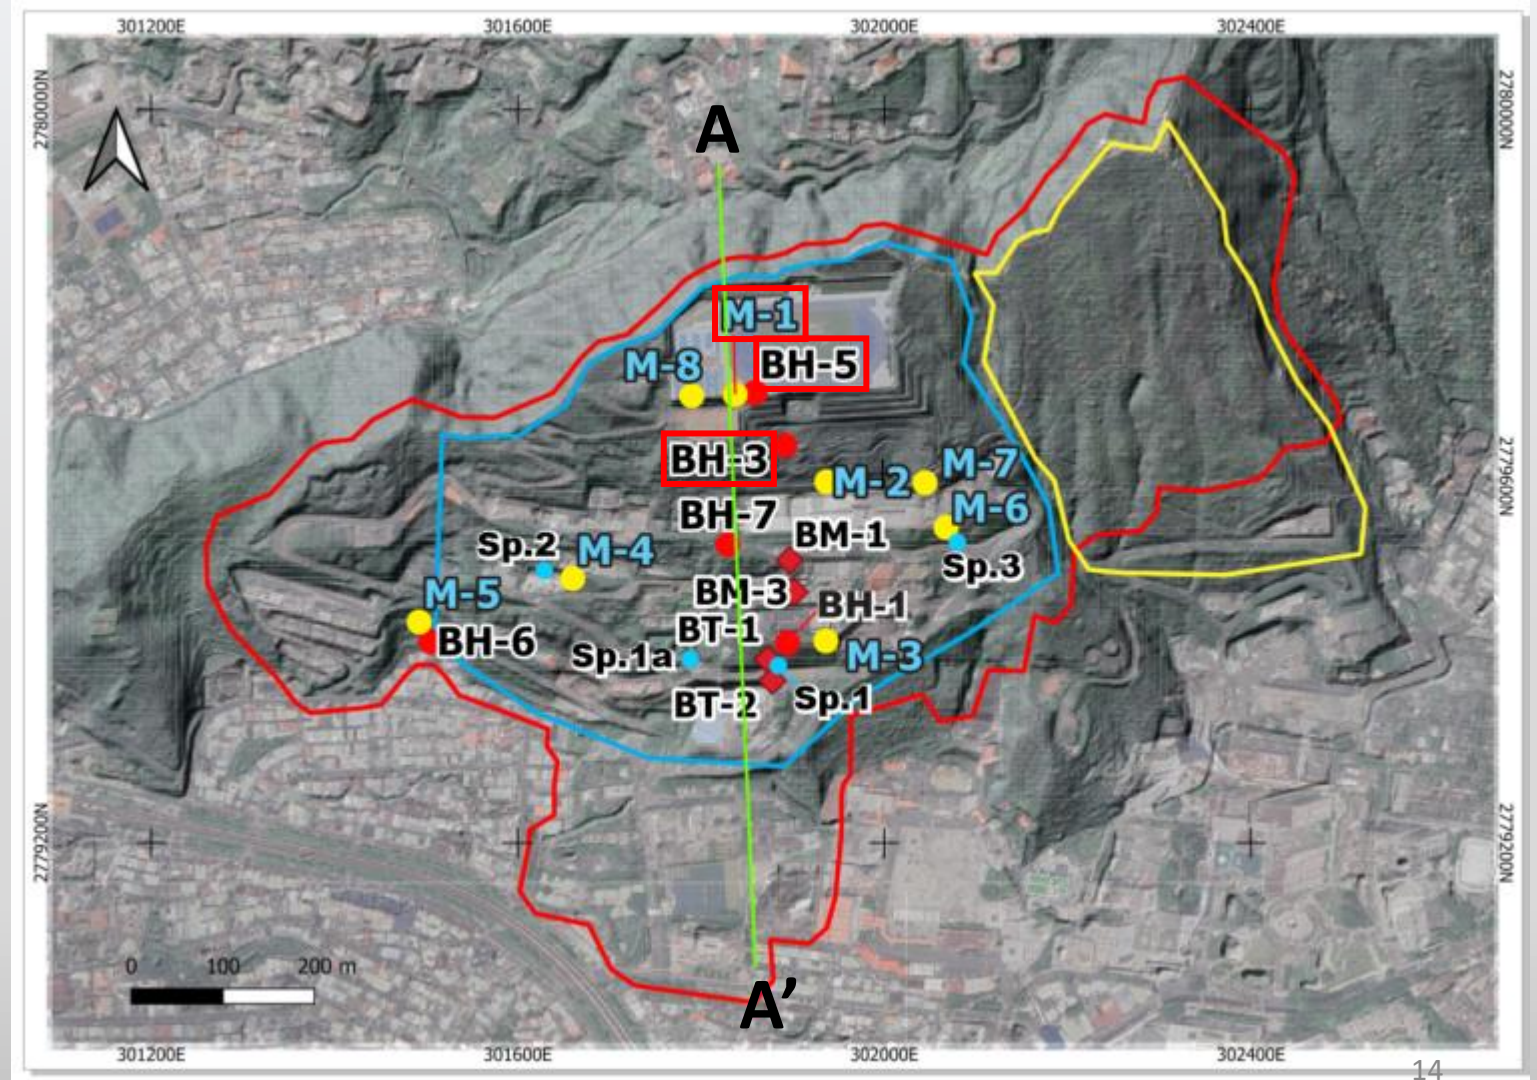 301200E
301600E
302000E
302400E
2780000N
2780000N
A
M-1
M-8
BH-5
BH-3
M-2
M-7
M-6
BH-7
BM-1
Sp.2
M-4
Sp.3
M-5
BM-3
BH-1
BT-1
BH-6
Sp.1a
M-3
BT-2
Sp.1
2779600N
2779200N
2779200N
0 100 200 m
A’
301200E
301600E
302000E
302400E
14